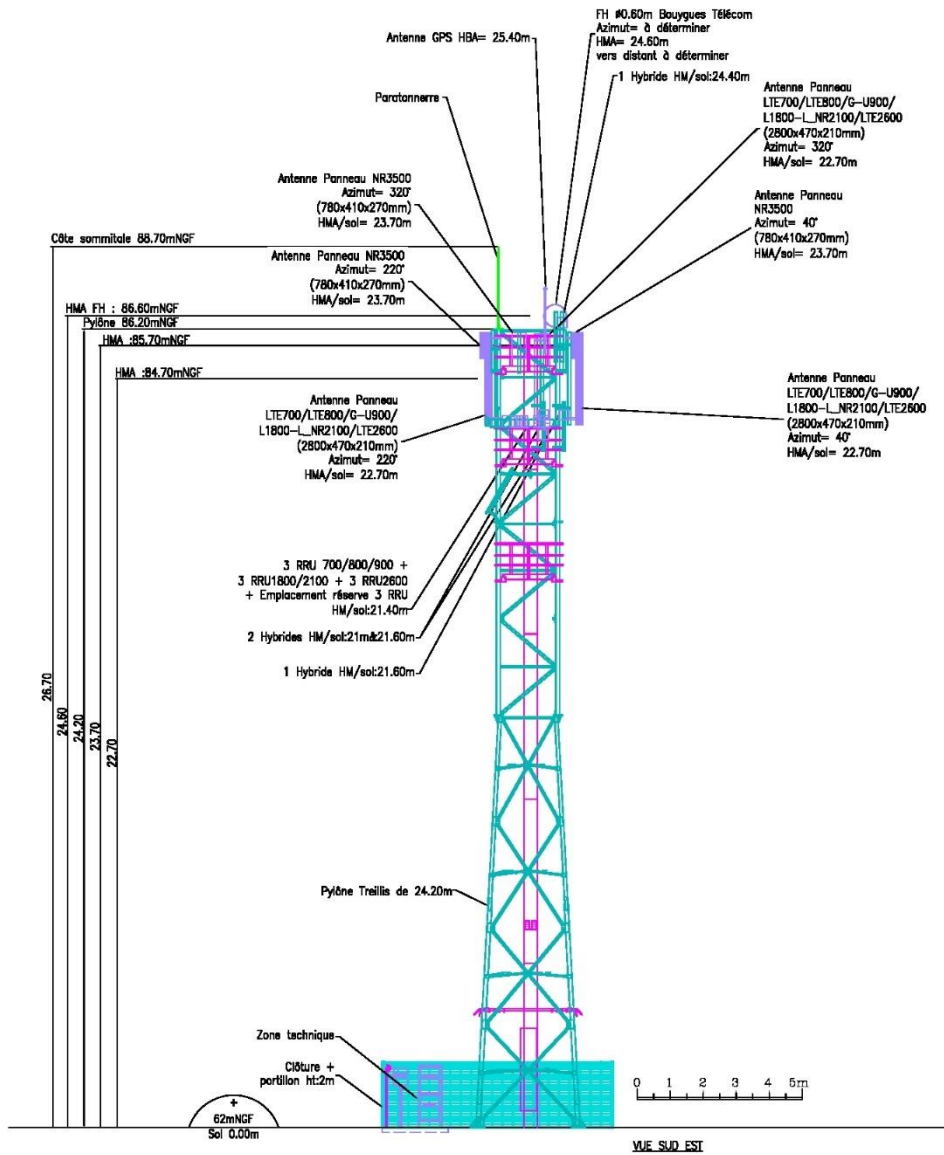 FH Ø0.60m Bouygues Télécom
Azimut= à déterminer
HMA= 24.60m
vers distant à déterminer
Antenne GPS HBA= 25.40m
1 Hybride HM/sol:24.40m
Paratonnerre
Antenne Panneau
LTE700/LTE800/G-U900/
L1800-L_NR2100/LTE2600
(2800x470x210mm)
Azimut= 320°
HMA/sol= 22.70m
Antenne Panneau NR3500
Azimut= 320°
(780x410x270mm)
HMA/sol= 23.70m
Antenne Panneau
NR3500
Azimut= 40°
(780x410x270mm)
HMA/sol= 23.70m
Côte sommitale 88.70mNGF
Antenne Panneau NR3500
Azimut= 220°
(780x410x270mm)
HMA/sol= 23.70m
HMA FH : 86.60mNGF
Pylône 86.20mNGF
HMA :85.70mNGF
HMA :84.70mNGF
Antenne Panneau
LTE700/LTE800/G-U900/
L1800-L_NR2100/LTE2600
(2800x470x210mm)
Azimut= 220°
HMA/sol= 22.70m
Antenne Panneau
LTE700/LTE800/G-U900/
L1800-L_NR2100/LTE2600
(2800x470x210mm)
Azimut= 40°
HMA/sol= 22.70m
3 RRU 700/800/900 +
3 RRU1800/2100 + 3 RRU2600
+ Emplacement réserve 3 RRU
HM/sol:21.40m
2 Hybrides HM/sol:21m&21.60m
1 Hybride HM/sol:21.60m
26.70
24.60
24.20
23.70
22.70
Pylône Treillis de 24.20m
Zone technique
Clôture +
portillon ht:2m
0 1 2 3 4 5m
62mNGF
Sol 0.00m
VUE SUD EST